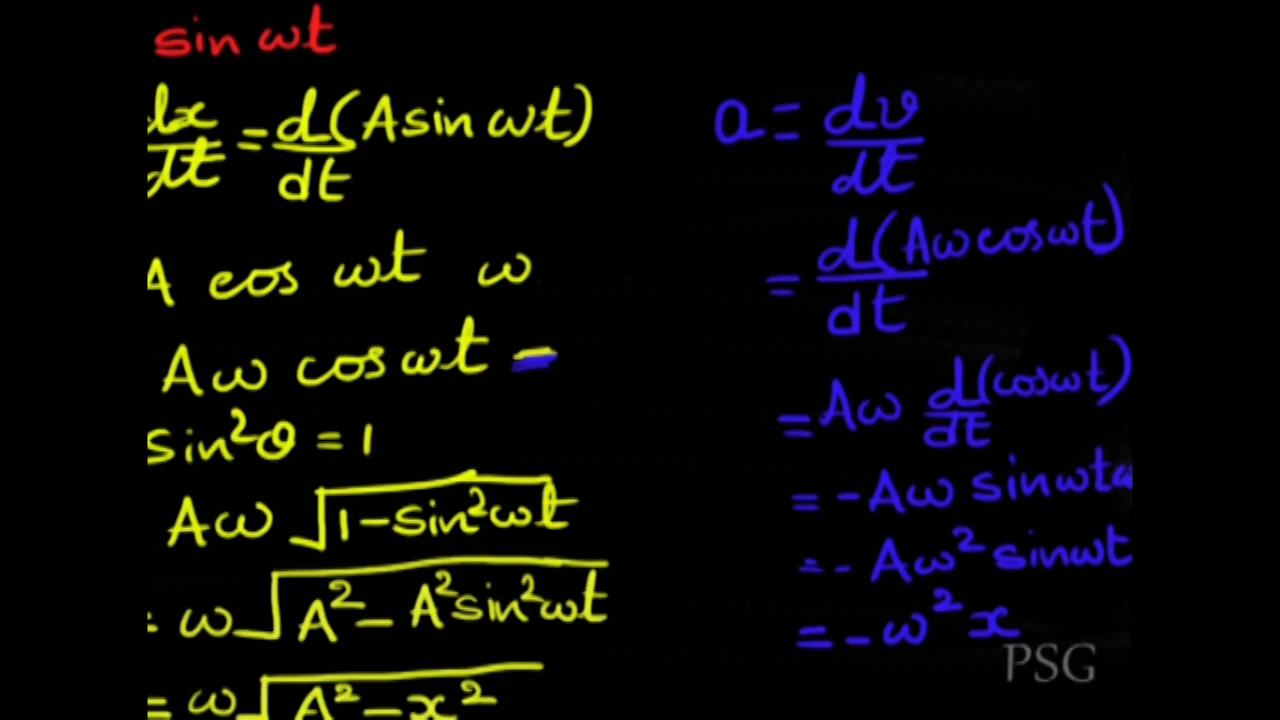 sin ωt
dx/dt = d(A sin ωt)/dt
A cos ωt ω
Aω cos ωt -
sin²θ = 1
Aω √(1-sin²ωt)
= ω√(A² - A²sin²ωt)
= ω√(A² - x²)
a = dv/dt
= d(Aω cos ωt)/dt
= Aω d(cos ωt)/dt
= - Aω sin ωt ω
= - Aω² sin ωt
= - ω² x
PSG